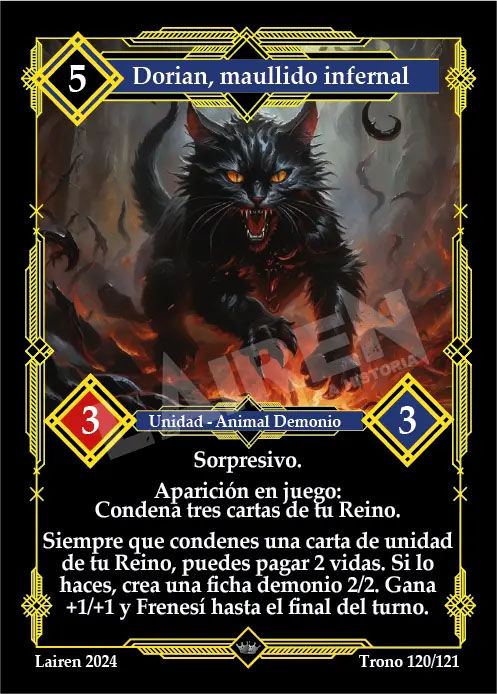 5
Dorian, maullido infernal
LAIREN
HISTORIA
3
Unidad - Animal Demonio
3
Sorpresivo.
Aparición en juego:
Condena tres cartas de tu Reino.
Siempre que condenes una carta de unidad
de tu Reino, puedes pagar 2 vidas. Si lo
haces, crea una ficha demonio 2/2. Gana
+1/+1 y Frenesí hasta el final del turno.
Lairen 2024
Trono 120/121